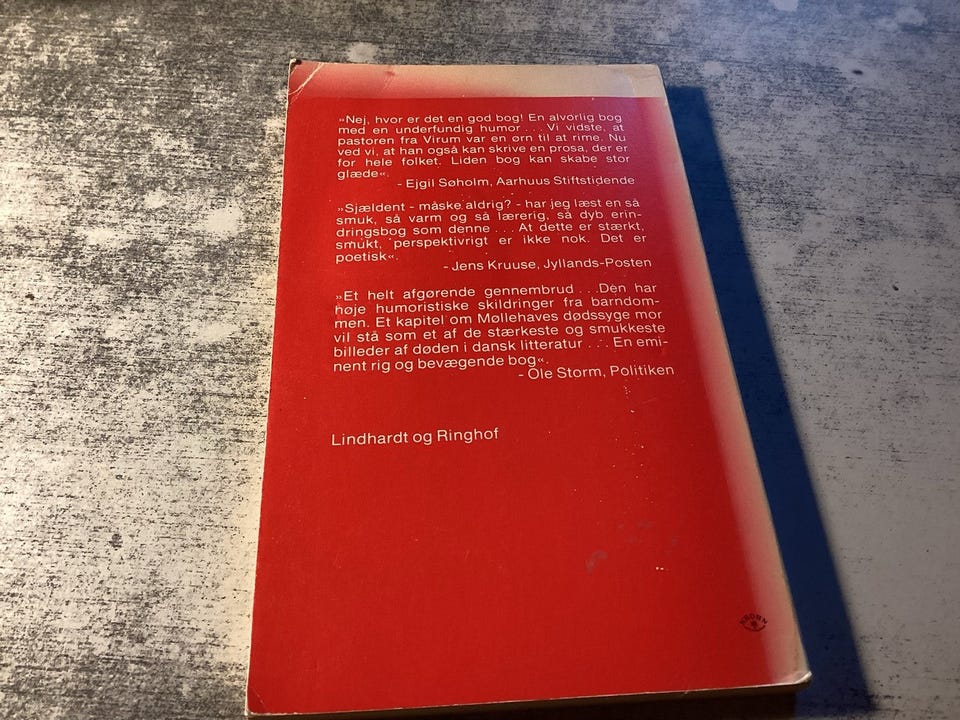 »Nej, hvor er det en god bog! En alvorlig bog
med en underfundig humor . . . Vi vidste, at
pastoren fra Virum var en ørn til at rime. Nu
ved vi, at han også kan skrive en prosa, der er
for hele folket. Liden bog kan skabe stor
glæde«.
- Ejgil Søholm, Aarhuus Stiftstidende
»Sjældent - måske aldrig? - har jeg læst en så
smuk, så varm og så lærerig, så dyb erin-
dringsbog som denne . . . At dette er stærkt,
smukt, perspektivrigt er ikke nok. Det er
poetisk«.
- Jens Kruuse, Jyllands-Posten
»Et helt afgørende gennembrud . . . Den har
høje humoristiske skildringer fra barndom-
men. Et kapitel om Møllehaves dødssyge mor
vil stå som et af de stærkeste og smukkeste
billeder af døden i dansk litteratur . . . En emi-
nent rig og bevægende bog«.
- Ole Storm, Politiken
Lindhardt og Ringhof
KROHN